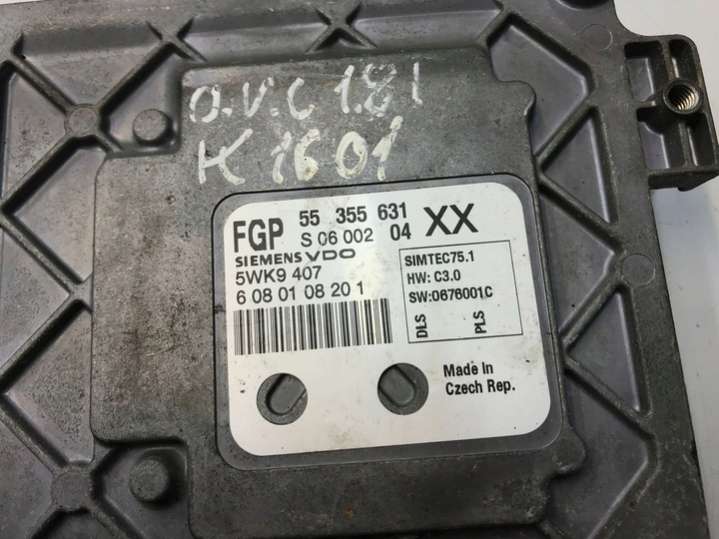 O.V.C 1.8i
K 1601
FGP 55 355 631 XX
S 06 002 04
SIEMENS VDO
5WK9 407
6 08 01 08 20 1
SIMTEC75.1
HW: C3.0
SW:0676001C
DLS PLS
Made in
Czech Rep.